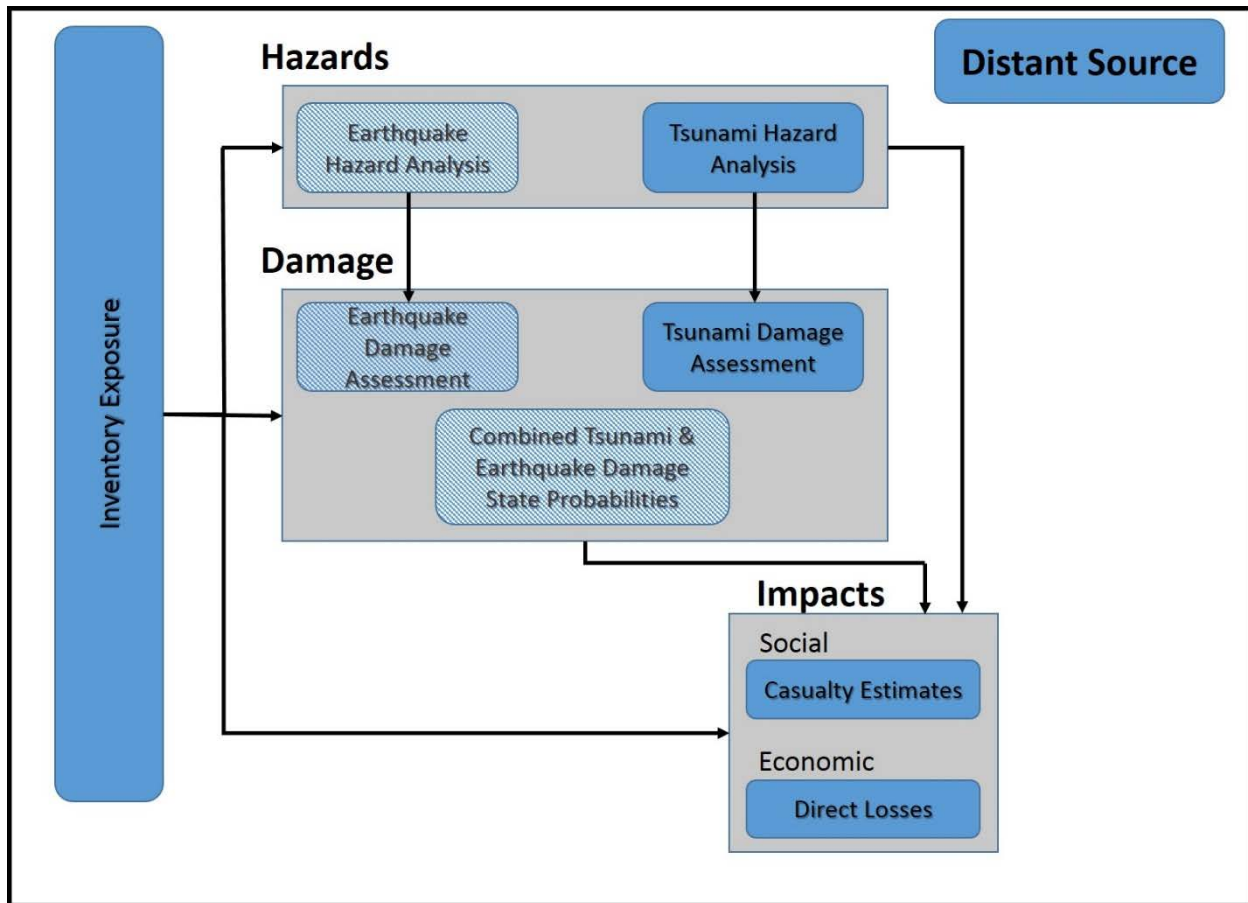 Hazards
Distant Source
Earthquake
Hazard Analysis
Tsunami Hazard
Analysis
Damage
Earthquake
Damage
Assessment
Tsunami Damage
Assessment
Combined Tsunami &
Earthquake Damage
State Probabilities
Inventory Exposure
Impacts
Social
Casualty Estimates
Economic
Direct Losses